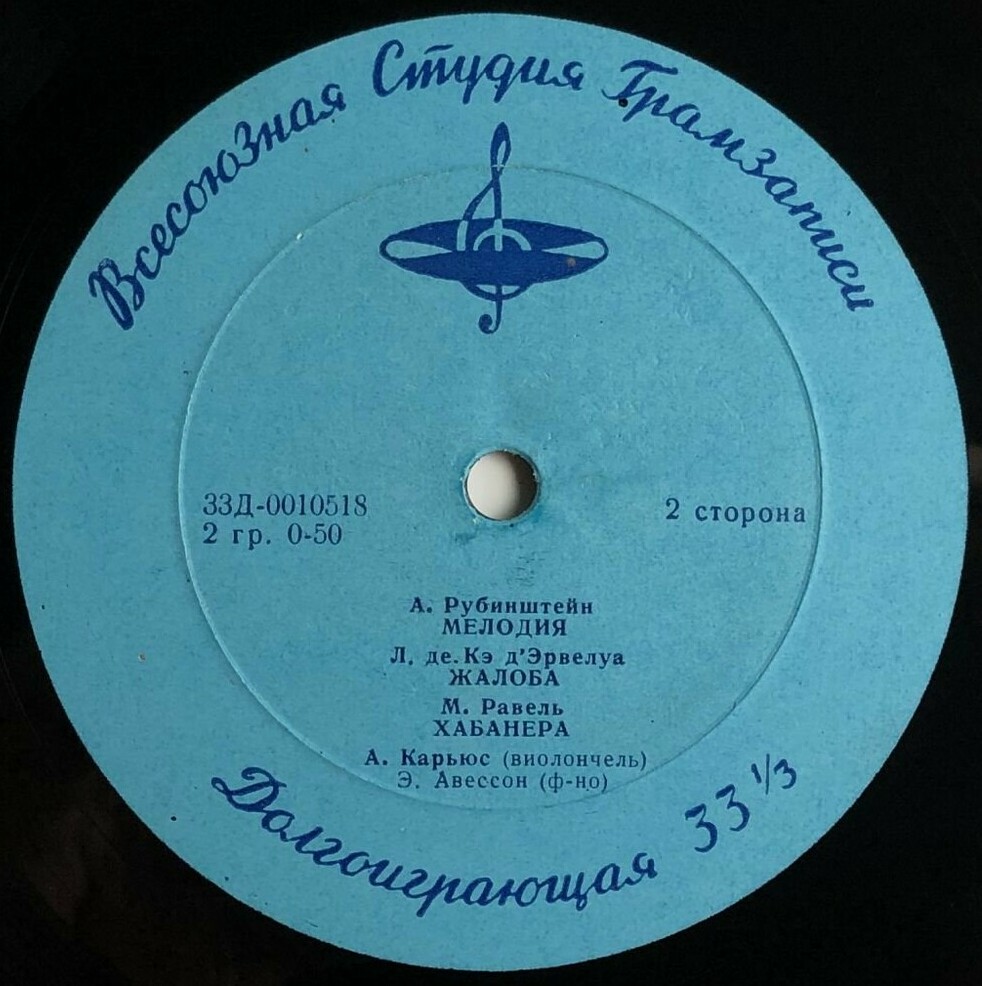 Всесоюзная Студия Грамзаписи
33Д-0010518
2 гр. 0-50
2 сторона
А. Рубинштейн
МЕЛОДИЯ
Л. де.Кэ д’Эрвелуа
ЖАЛОБА
М. Равель
ХАБАНЕРА
А. Карьюс (виолончель)
Э. Авессон (ф-но)
Долгоиграющая 33 1/3